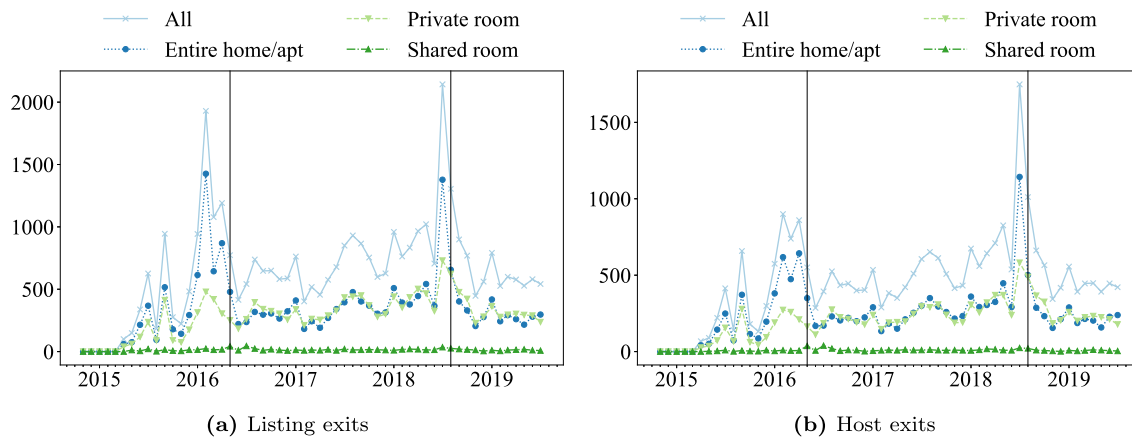 All
Private room
Entire home/apt
Shared room
2000
1500
1000
500
0
2015
2016
2017
2018
2019
(a) Listing exits
All
Private room
Entire home/apt
Shared room
1500
1000
500
0
2015
2016
2017
2018
2019
(b) Host exits